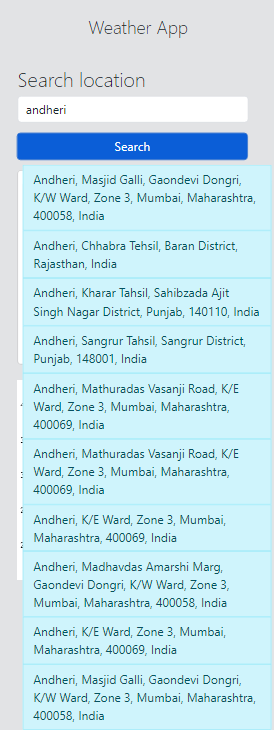 Weather App
Search location
andheri
Search
Andheri, Masjid Galli, Gaondevi Dongri,
K/W Ward, Zone 3, Mumbai, Maharashtra,
400058, India
Andheri, Chhabra Tehsil, Baran District,
Rajasthan, India
Andheri, Kharar Tahsil, Sahibzada Ajit
Singh Nagar District, Punjab, 140110, India
Andheri, Sangrur Tahsil, Sangrur District,
Punjab, 148001, India
Andheri, Mathuradas Vasanji Road, K/E
Ward, Zone 3, Mumbai, Maharashtra,
400069, India
Andheri, Mathuradas Vasanji Road, K/E
Ward, Zone 3, Mumbai, Maharashtra,
400069, India
Andheri, K/E Ward, Zone 3, Mumbai,
Maharashtra, 400069, India
Andheri, Madhavdas Amarshi Marg,
Gaondevi Dongri, K/W Ward, Zone 3,
Mumbai, Maharashtra, 400058, India
Andheri, K/E Ward, Zone 3, Mumbai,
Maharashtra, 400069, India
Andheri, Masjid Galli, Gaondevi Dongri,
K/W Ward, Zone 3, Mumbai, Maharashtra,
400058, India